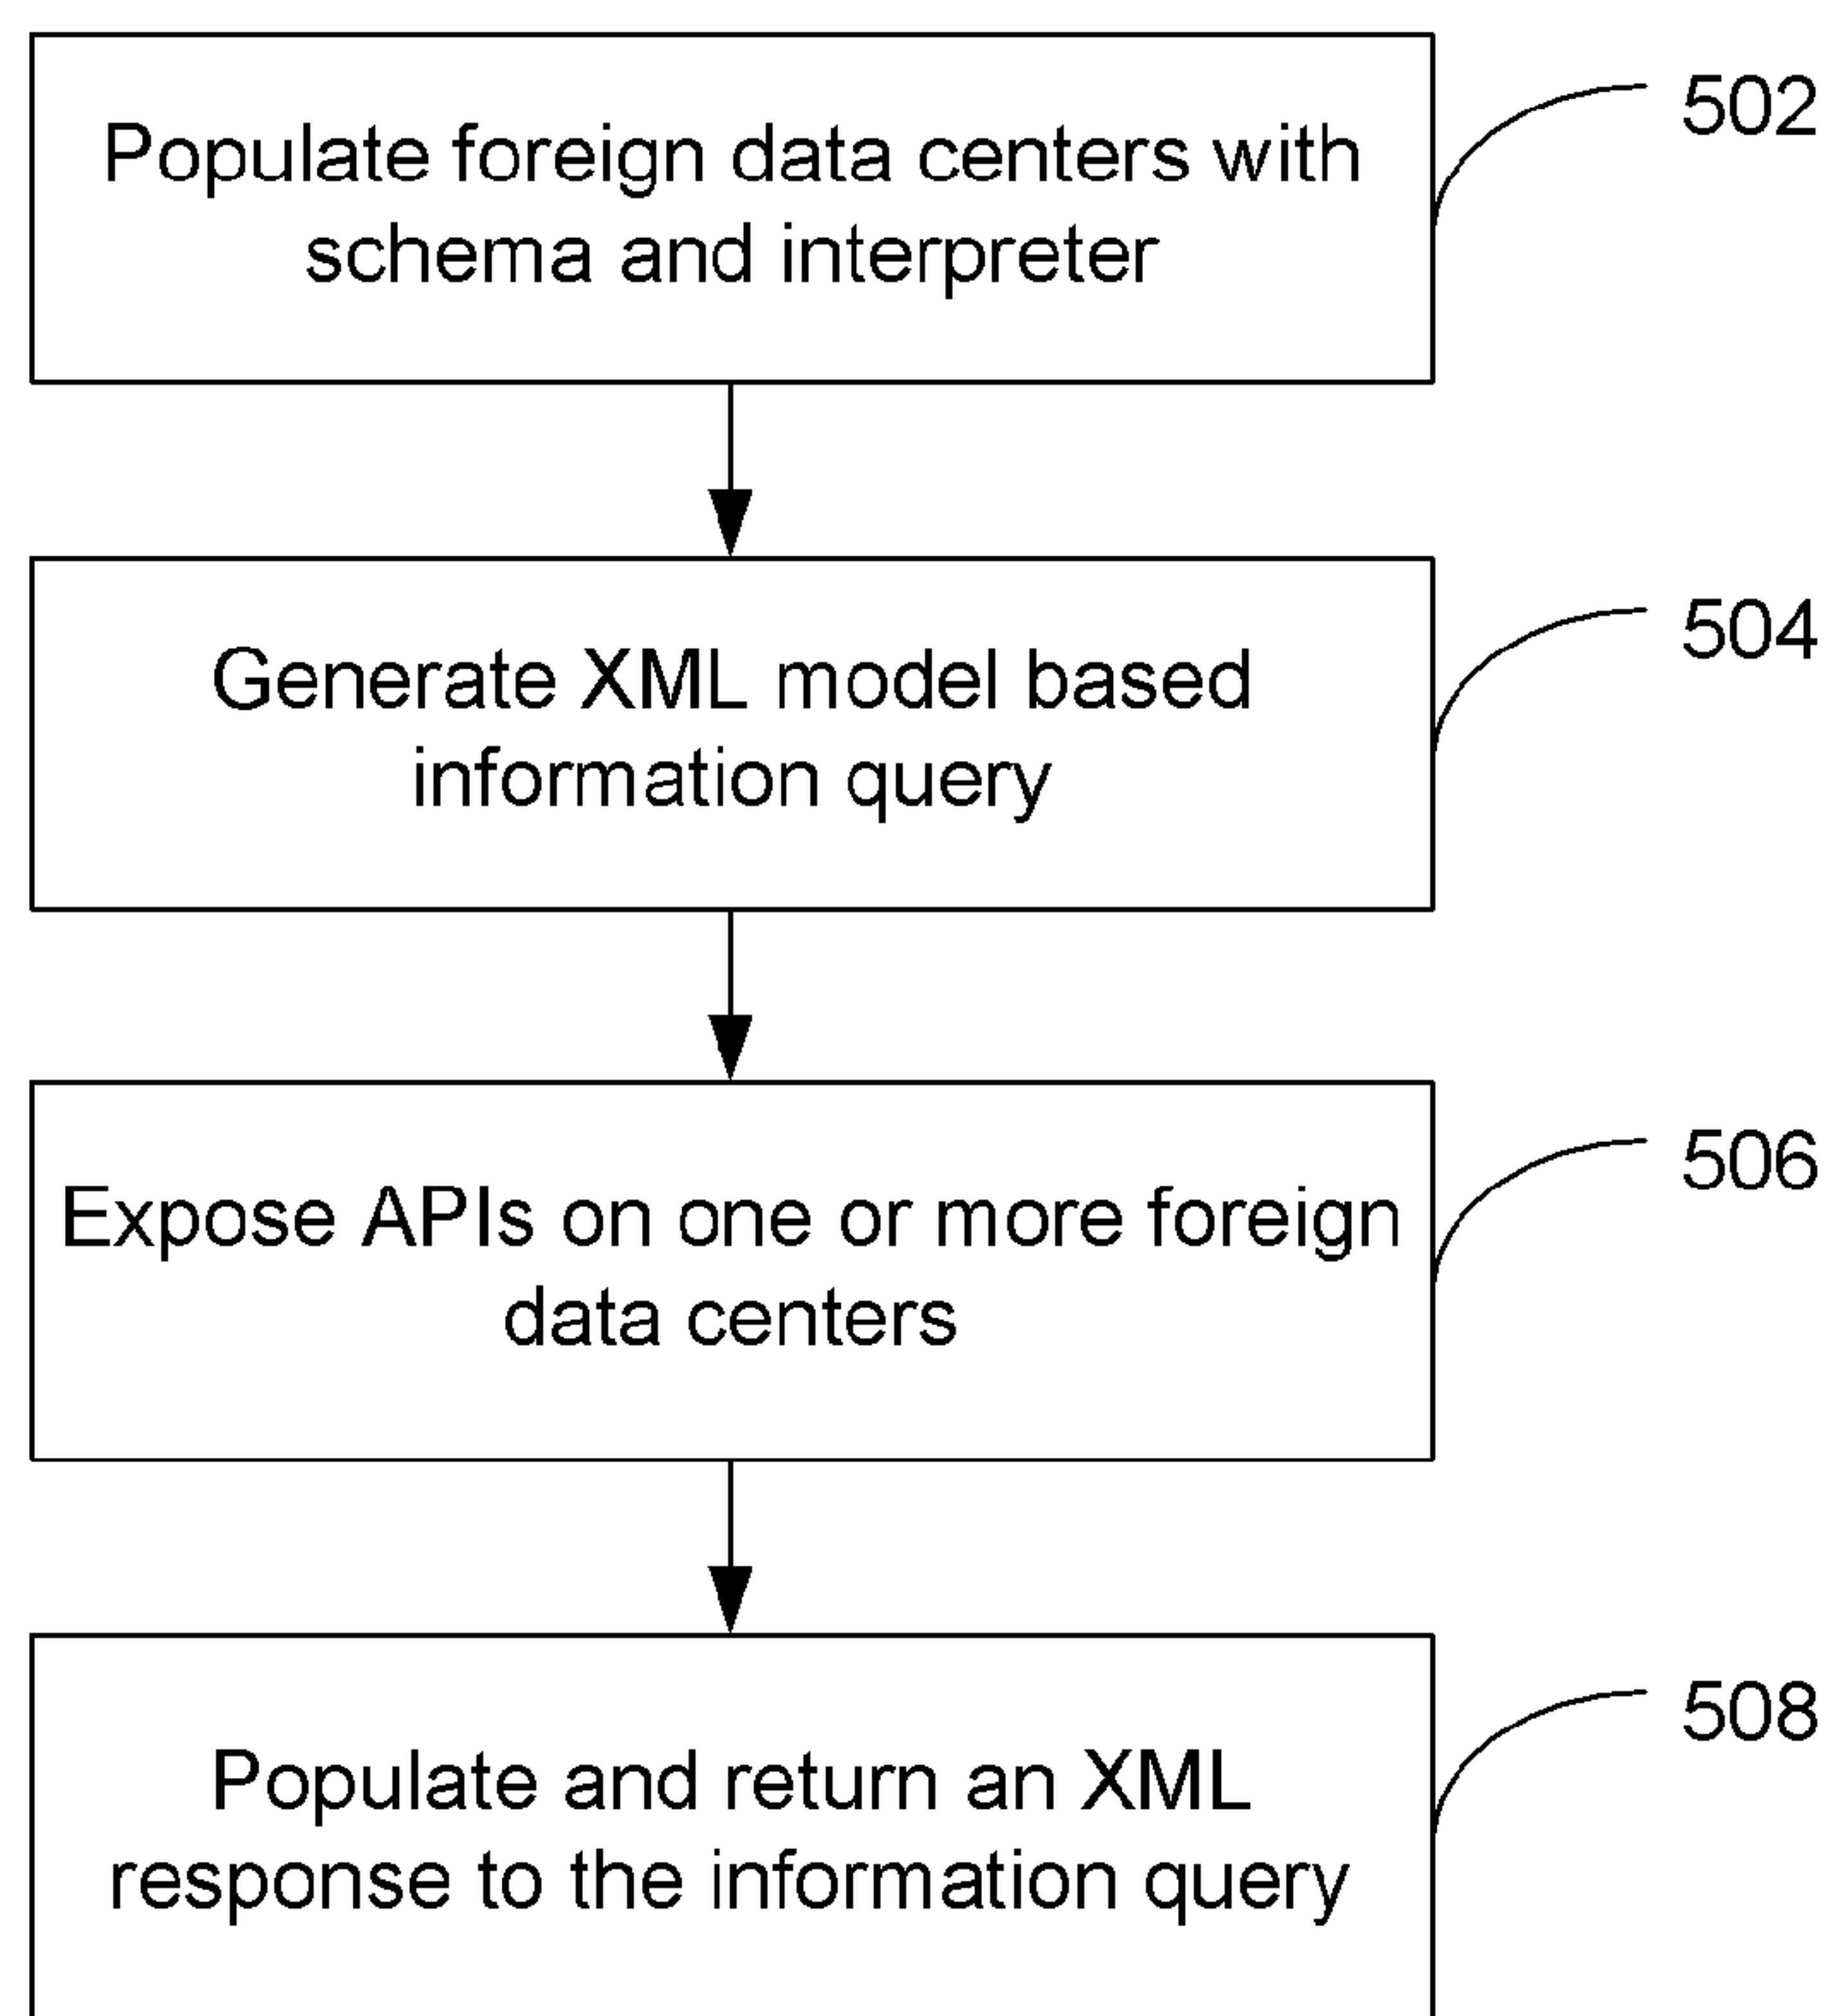 Populate foreign data centers with
schema and interpreter
502
Generate XML model based
information query
504
Expose APIs on one or more foreign
data centers
506
Populate and return an XML
response to the information query
508